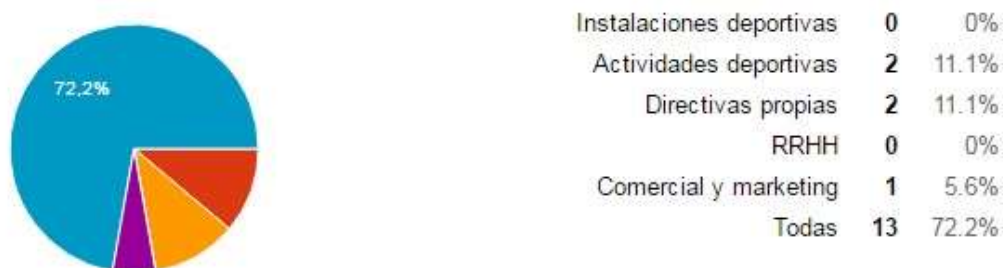 72,2%
Instalaciones deportivas 0 0%
Actividades deportivas 2 11.1%
Directivas propias 2 11.1%
RRHH 0 0%
Comercial y marketing 1 5.6%
Todas 13 72.2%